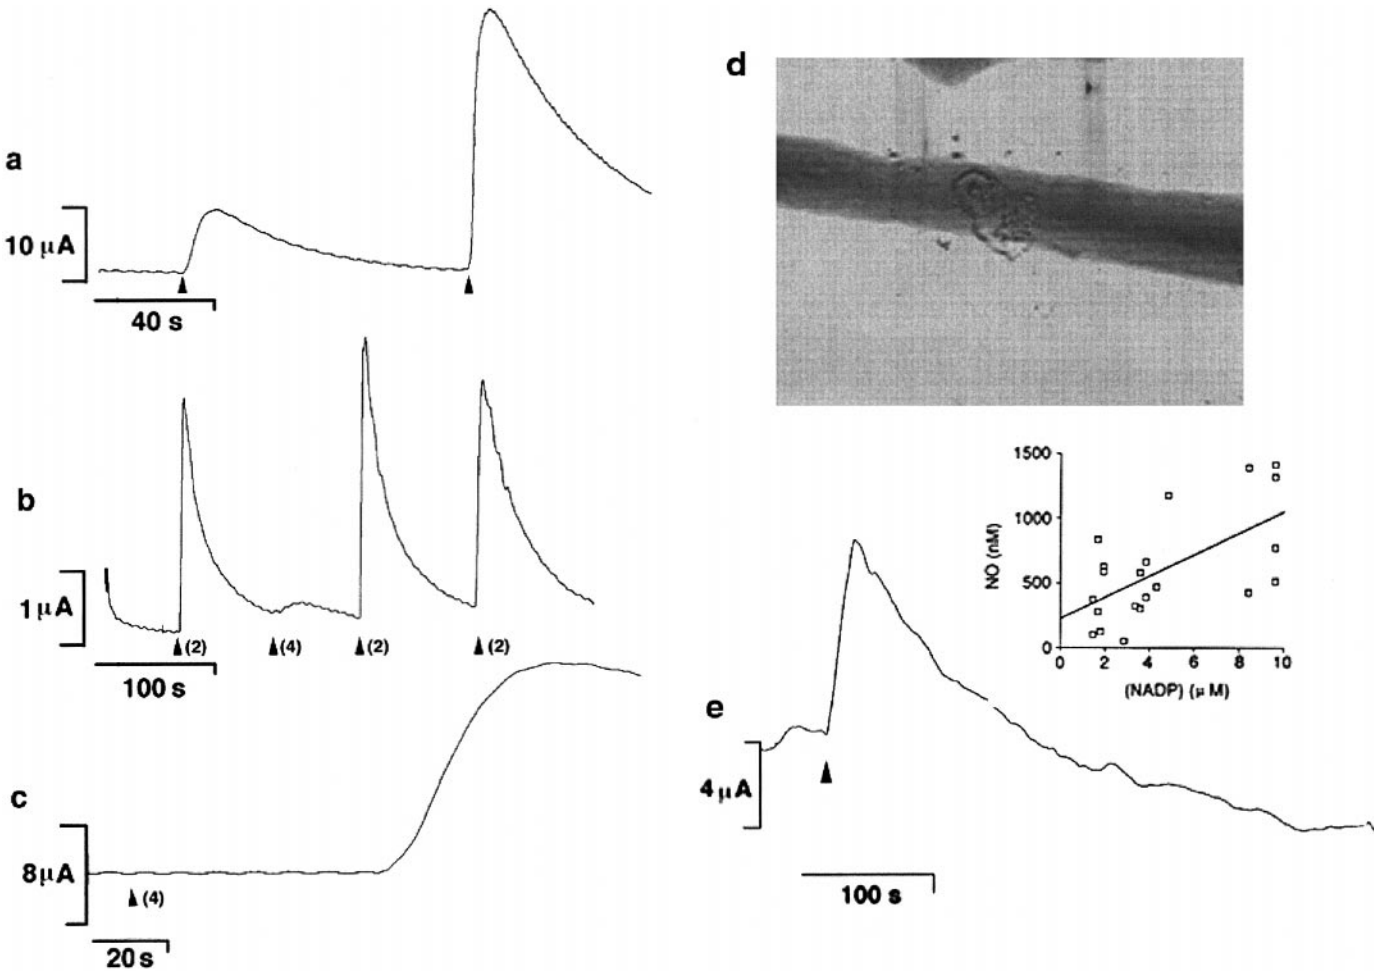 a
10 μA
40 s
b
1 μA
(2)
(4)
(2)
(2)
100 s
c
8μA
(4)
20 s
d
1500
1000
500
0
NO (nM)
0 2 4 6 8 10
(NADP) (μ M)
e
4 μA
100 s